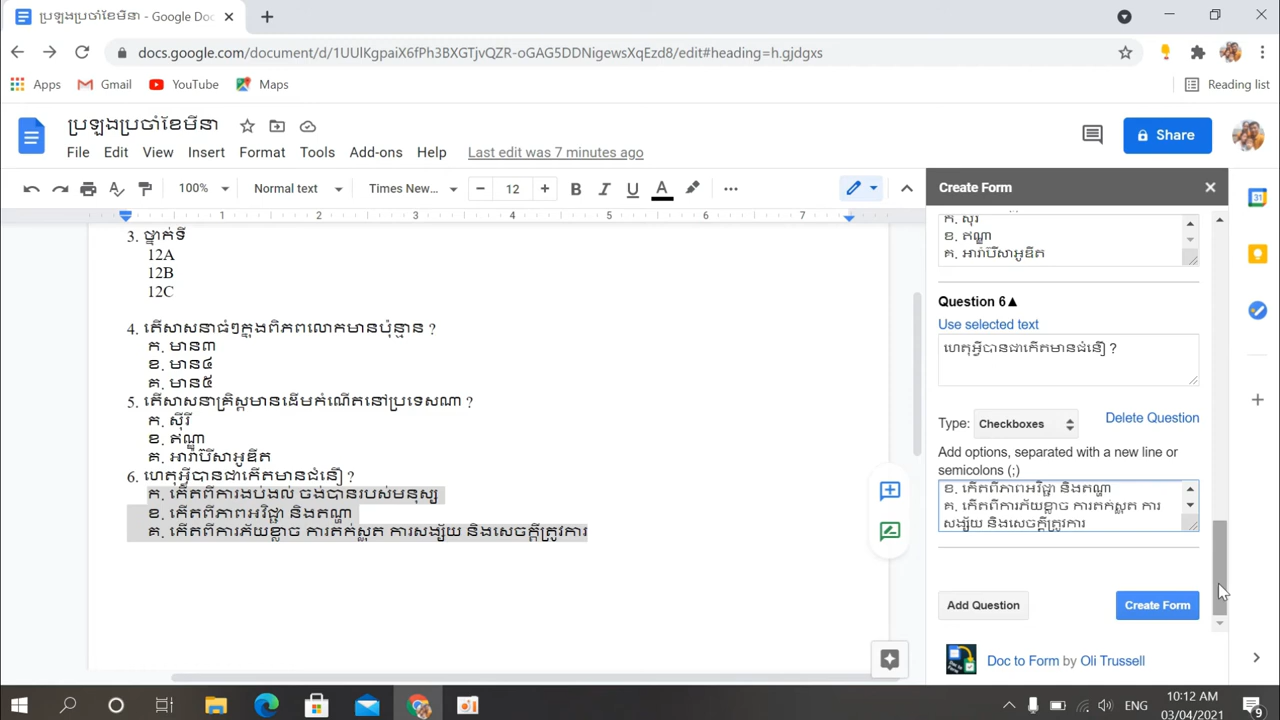 ប្រឡងប្រចាំខែមីនា - Google Doc
docs.google.com/document/d/1UUlKgpaiX6fPh3BXGTjvQZR-oGAG5DDNigewsXqEzd8/edit#heading=h.gjdgxs
Apps
Gmail
YouTube
Maps
Reading list
ប្រឡងប្រចាំខែមីនា
File Edit View Insert Format Tools Add-ons Help Last edit was 7 minutes ago
Share
100% Normal text Times New... 12 B I U A
Create Form
1 2 3 4 5 6 7
3. ថ្នាក់ទី
12A
12B
12C
4. តើសាសនាធំៗក្នុងពិភពលោកមានប៉ុន្មាន ?
ក. មាន៣
ខ. មាន៤
គ. មាន៥
5. តើសាសនាគ្រិស្តមានដើមកំណើតនៅប្រទេសណា ?
ក. ស៊ីរី
ខ. ឥណ្ឌា
គ. អារ៉ាប៊ីសាអូឌីត
6. ហេតុអ្វីបានជាកើតមានជំនឿ ?
ក. កើតពីការងប់ងល់ ចង់បានរបស់មនុស្ស
ខ. កើតពីភាពអវិជ្ជា និងតណ្ហា
គ. កើតពីការភ័យខ្លាច ការតក់ស្លុត ការសង្ស័យ និងសេចក្តីត្រូវការ
ក. ស៊ីរី
ខ. ឥណ្ឌា
គ. អារ៉ាប៊ីសាអូឌីត
Question 6▲
Use selected text
ហេតុអ្វីបានជាកើតមានជំនឿ ?
Type: Checkboxes Delete Question
Add options, separated with a new line or
semicolons (;)
ខ. កើតពីភាពអវិជ្ជា និងតណ្ហា
គ. កើតពីការភ័យខ្លាច ការតក់ស្លុត ការ
សង្ស័យ និងសេចក្តីត្រូវការ
Add Question
Create Form
Doc to Form by Oli Trussell
ENG
10:12 AM
03/04/2021
9